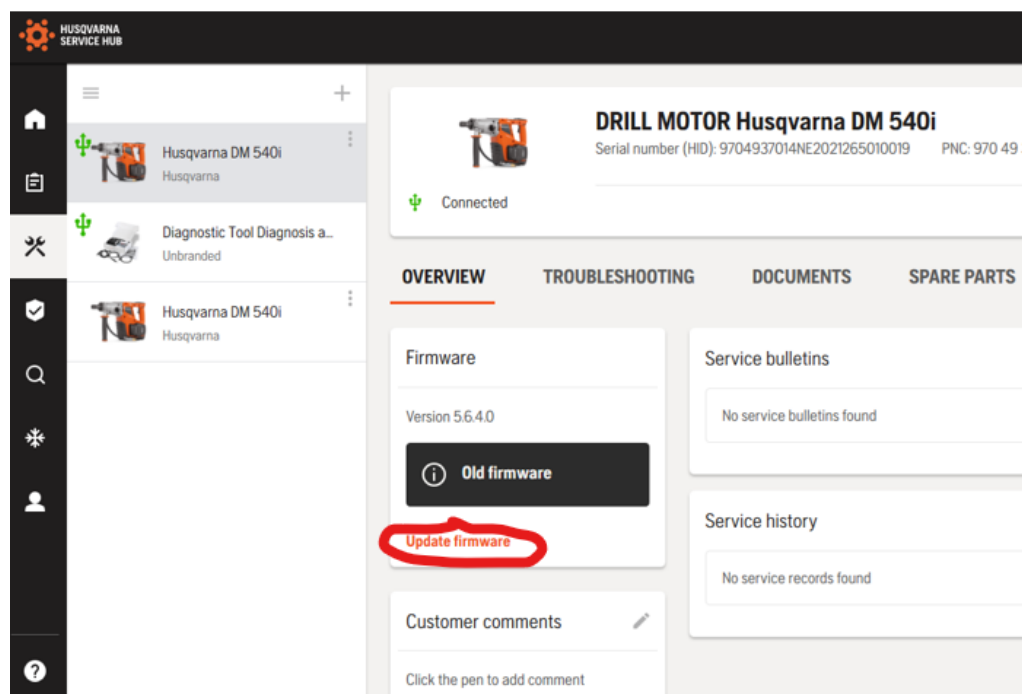 HUSQVARNA
SERVICE HUB
Husqvarna DM 540i
Husqvarna
Diagnostic Tool Diagnosis a...
Unbranded
Husqvarna DM 540i
Husqvarna
DRILL MOTOR Husqvarna DM 540i
Serial number (HID): 9704937014NE2021265010019 PNC: 970 49
Connected
OVERVIEW TROUBLESHOOTING DOCUMENTS SPARE PARTS
Firmware
Version 5.6.4.0
Old firmware
Update firmware
Customer comments
Click the pen to add comment
Service bulletins
No service bulletins found
Service history
No service records found